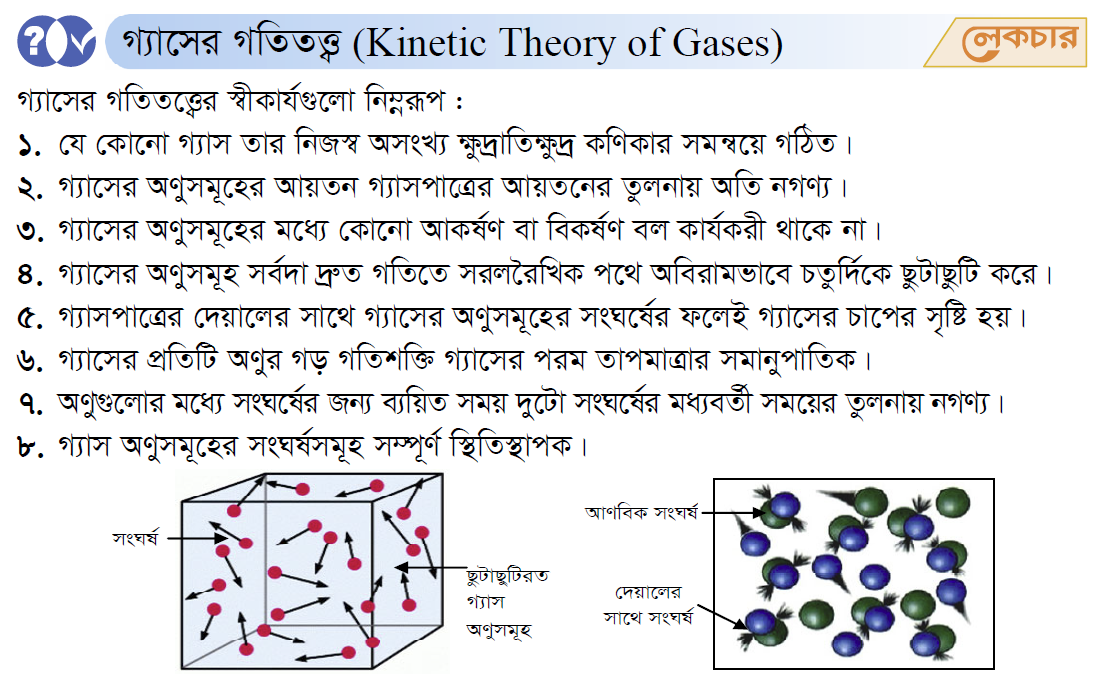 গ্যাসের গতিতত্ত্ব (Kinetic Theory of Gases)
লেকচার
গ্যাসের গতিতত্ত্বের স্বীকার্যগুলো নিম্নরূপ :
১. যে কোনো গ্যাস তার নিজস্ব অসংখ্য ক্ষুদ্রাতিক্ষুদ্র কণিকার সমন্বয়ে গঠিত।
২. গ্যাসের অণুসমূহের আয়তন গ্যাসপাত্রের আয়তনের তুলনায় অতি নগণ্য।
৩. গ্যাসের অণুসমূহের মধ্যে কোনো আকর্ষণ বা বিকর্ষণ বল কার্যকরী থাকে না।
৪. গ্যাসের অণুসমূহ সর্বদা দ্রুত গতিতে সরলরৈখিক পথে অবিরামভাবে চতুর্দিকে ছুটাছুটি করে।
৫. গ্যাসপাত্রের দেয়ালের সাথে গ্যাসের অণুসমূহের সংঘর্ষের ফলেই গ্যাসের চাপের সৃষ্টি হয়।
৬. গ্যাসের প্রতিটি অণুর গড় গতিশক্তি গ্যাসের পরম তাপমাত্রার সমানুপাতিক।
৭. অণুগুলোর মধ্যে সংঘর্ষের জন্য ব্যয়িত সময় দুটো সংঘর্ষের মধ্যবর্তী সময়ের তুলনায় নগণ্য।
৮. গ্যাস অণুসমূহের সংঘর্ষসমূহ সম্পূর্ণ স্থিতিস্থাপক।
সংঘর্ষ
ছুটাছুটিরত
গ্যাস
অণুসমূহ
আণবিক সংঘর্ষ
দেয়ালের
সাথে সংঘর্ষ